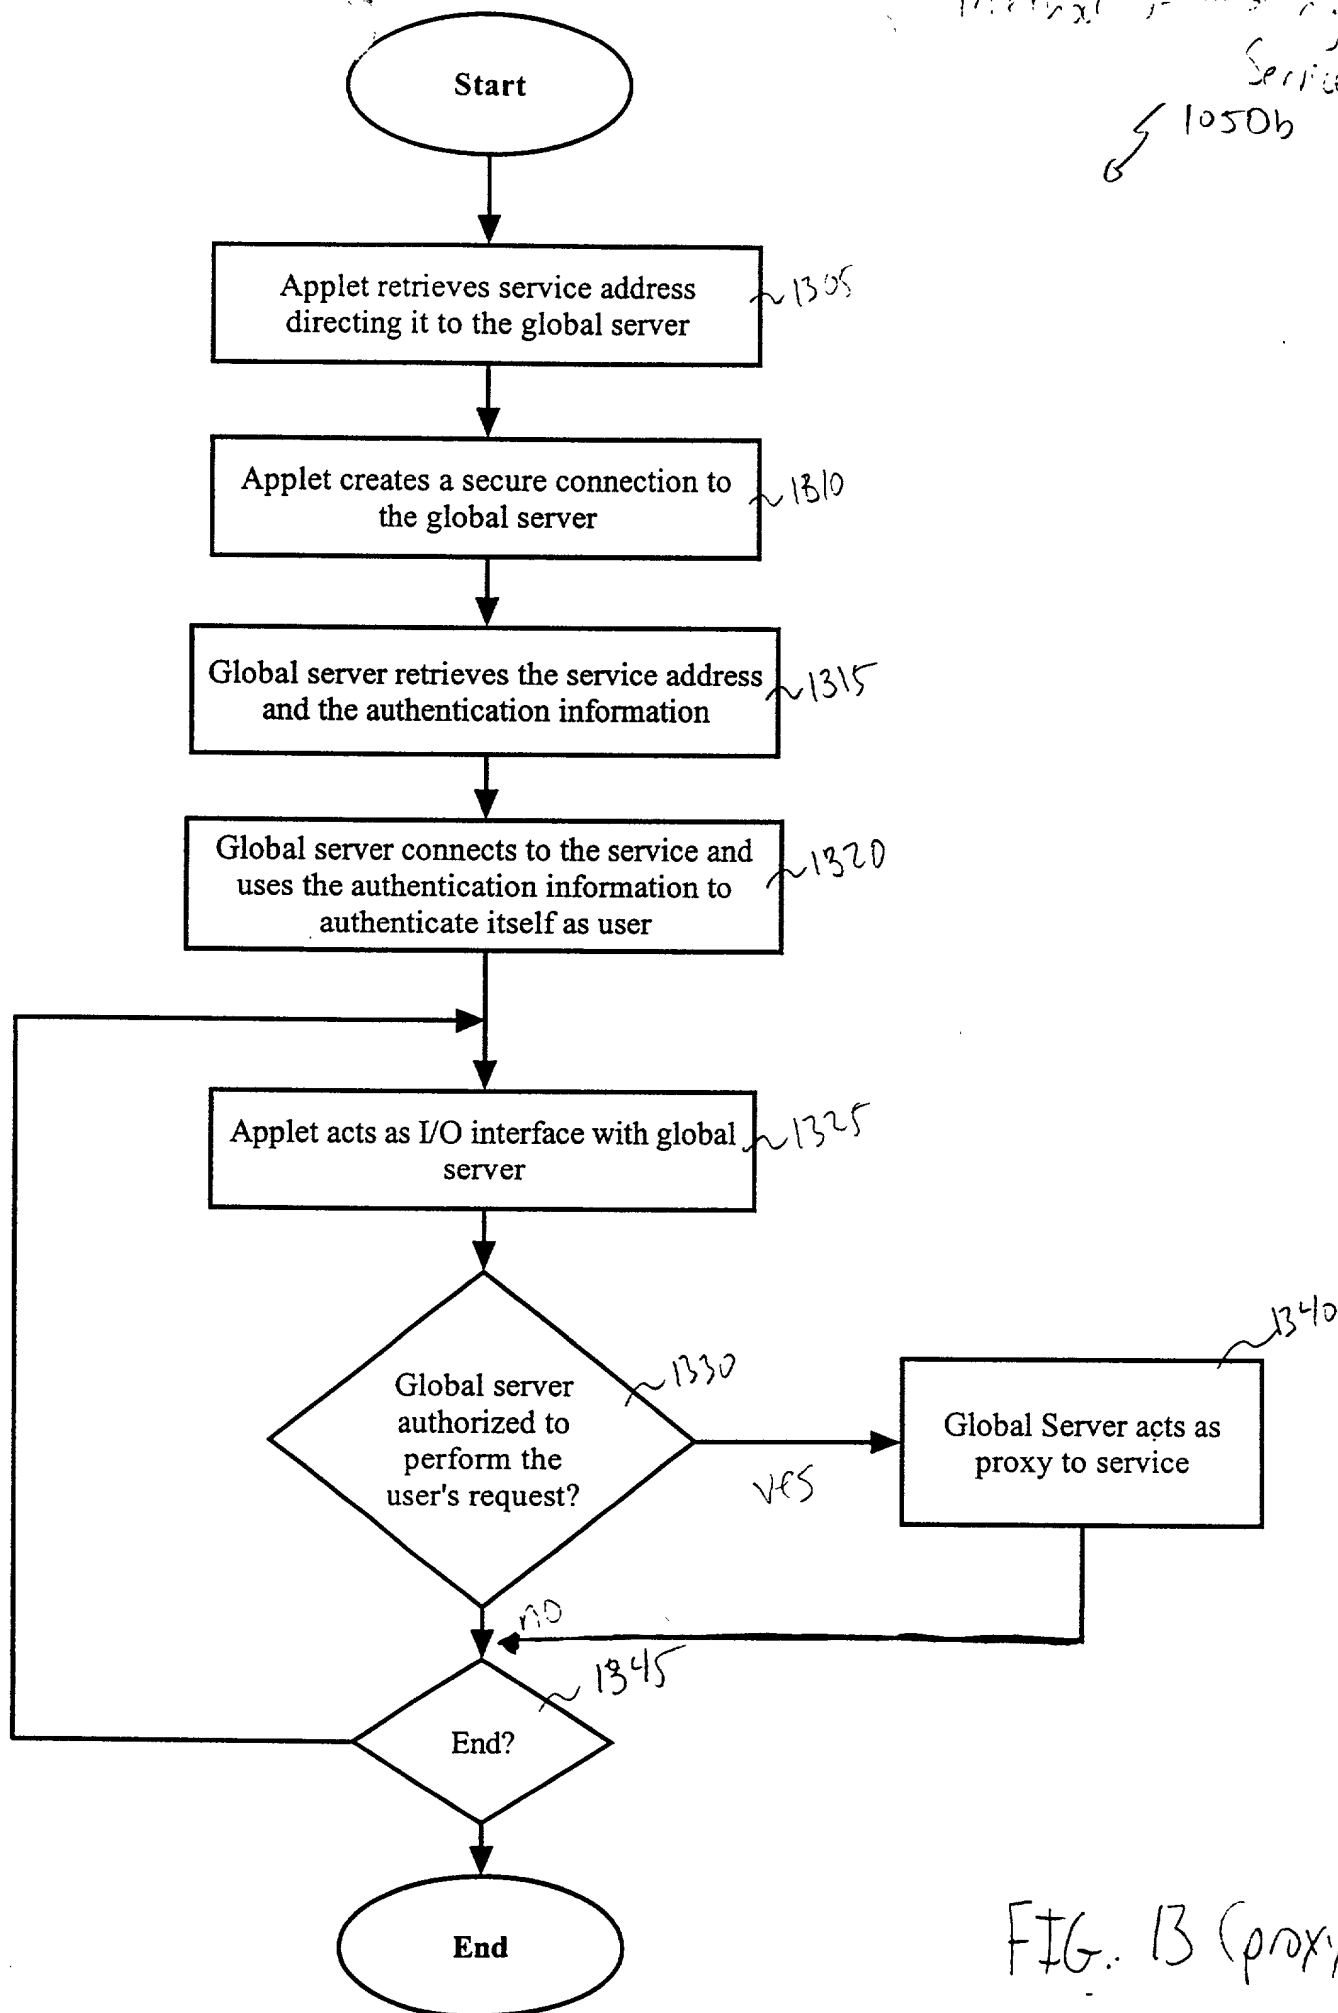 Service
1050b
Start
Applet retrieves service address
directing it to the global server
1305
Applet creates a secure connection to
the global server
1310
Global server retrieves the service address
and the authentication information
1315
Global server connects to the service and
uses the authentication information to
authenticate itself as user
1320
Applet acts as I/O interface with global
server
1325
Global server
authorized to
perform the
user's request?
1330
yes
1340
Global Server acts as
proxy to service
no
1345
End?
End
FIG. 13 (proxy